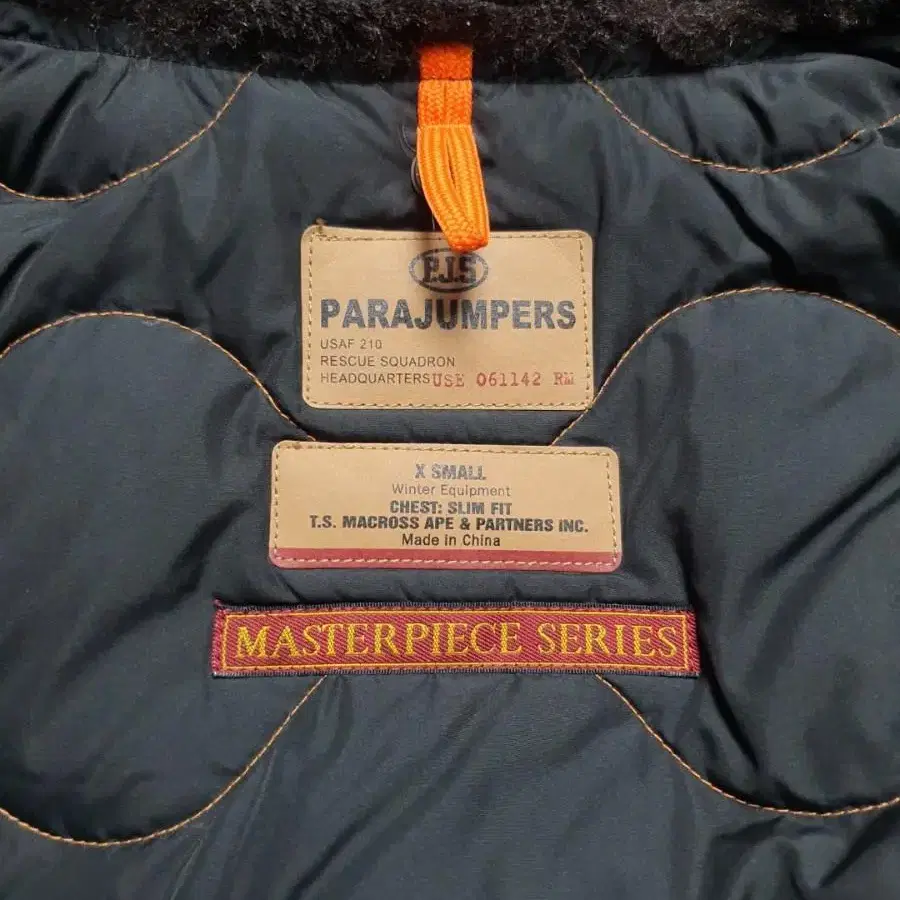 P.J.S
PARAJUMPERS
USAF 210
RESCUE SQUADRON
HEADQUARTERS USE 061142 RM
X SMALL
Winter Equipment
CHEST: SLIM FIT
T.S. MACROSS APE & PARTNERS INC.
Made in China
MASTERPIECE SERIES